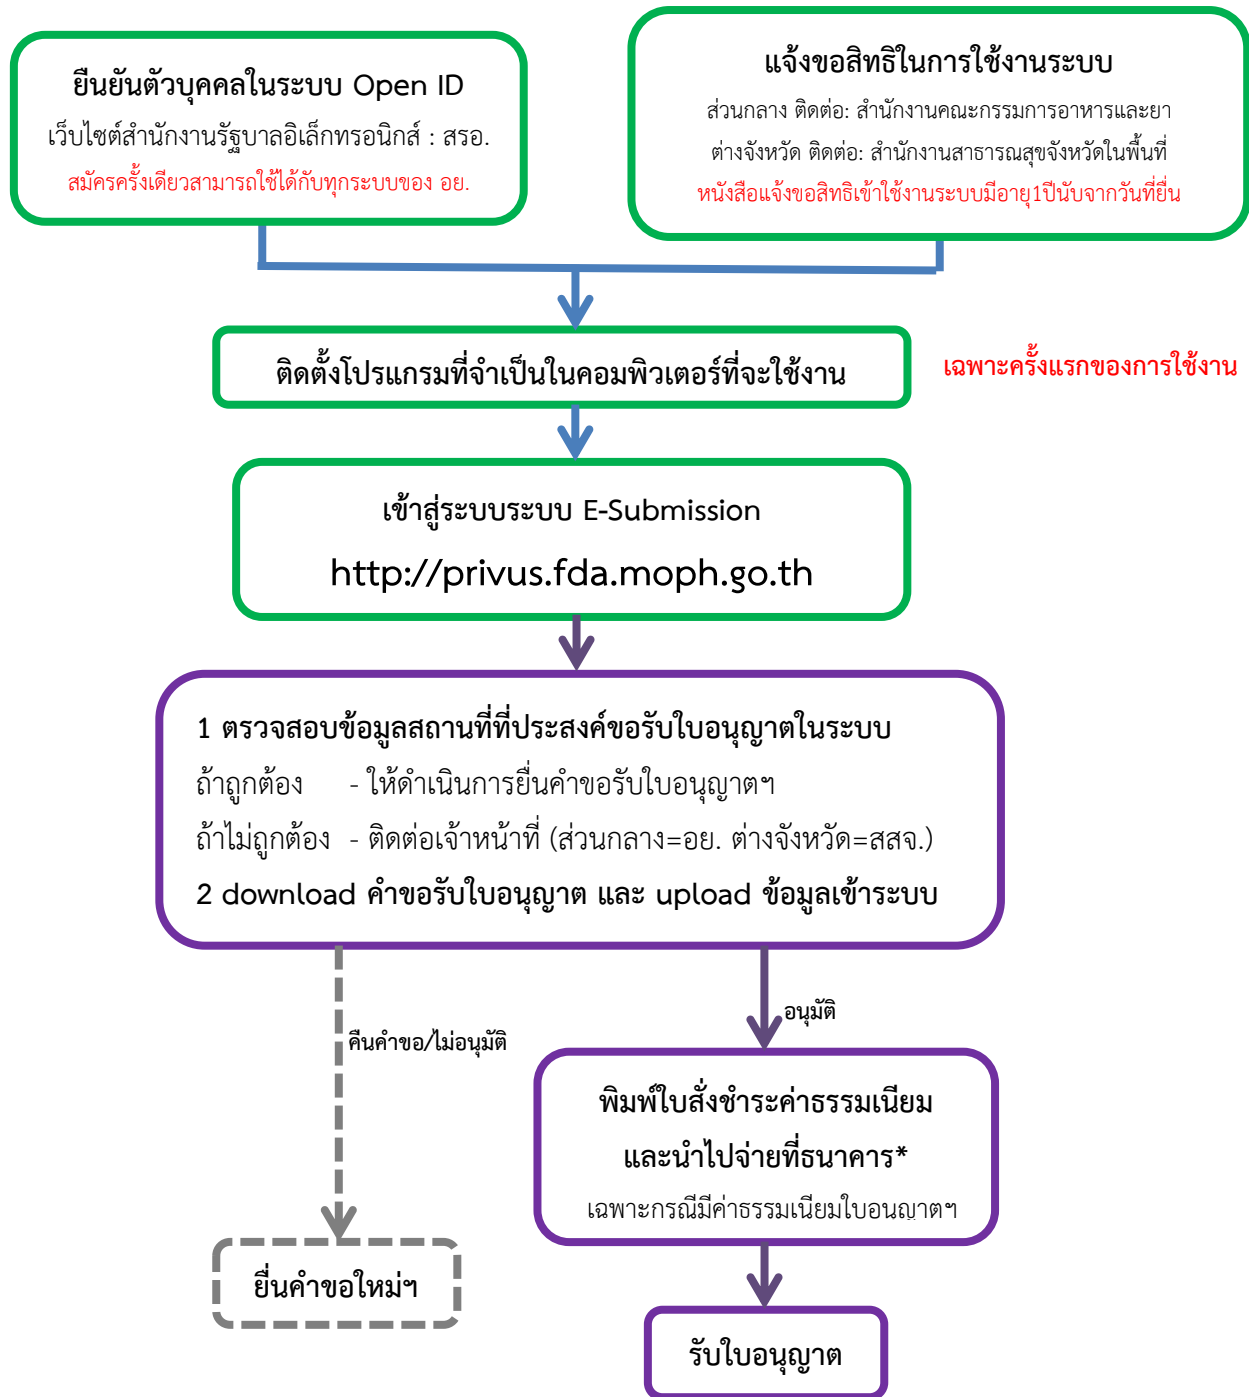 ยืนยันตัวบุคคลในระบบ Open ID
เว็บไซต์สำนักงานรัฐบาลอิเล็กทรอนิกส์ : สรอ.
สมัครครั้งเดียวสามารถใช้ได้กับทุกระบบของ อย.
แจ้งขอสิทธิในการใช้งานระบบ
ส่วนกลาง ติดต่อ: สำนักงานคณะกรรมการอาหารและยา
ต่างจังหวัด ติดต่อ: สำนักงานสาธารณสุขจังหวัดในพื้นที่
หนังสือแจ้งขอสิทธิเข้าใช้งานระบบมีอายุ1ปีนับจากวันที่ยื่น
ติดตั้งโปรแกรมที่จำเป็นในคอมพิวเตอร์ที่จะใช้งาน
เฉพาะครั้งแรกของการใช้งาน
เข้าสู่ระบบระบบ E-Submission
http://privus.fda.moph.go.th
1 ตรวจสอบข้อมูลสถานที่ที่ประสงค์ขอรับใบอนุญาตในระบบ
ถ้าถูกต้อง - ให้ดำเนินการยื่นคำขอรับใบอนุญาตฯ
ถ้าไม่ถูกต้อง - ติดต่อเจ้าหน้าที่ (ส่วนกลาง=อย. ต่างจังหวัด=สสจ.)
2 download คำขอรับใบอนุญาต และ upload ข้อมูลเข้าระบบ
อนุมัติ
คืนคำขอ/ไม่อนุมัติ
พิมพ์ใบสั่งชำระค่าธรรมเนียม
และนำไปจ่ายที่ธนาคาร*
เฉพาะกรณีมีค่าธรรมเนียมใบอนุญาตฯ
ยื่นคำขอใหม่ฯ
รับใบอนุญาต